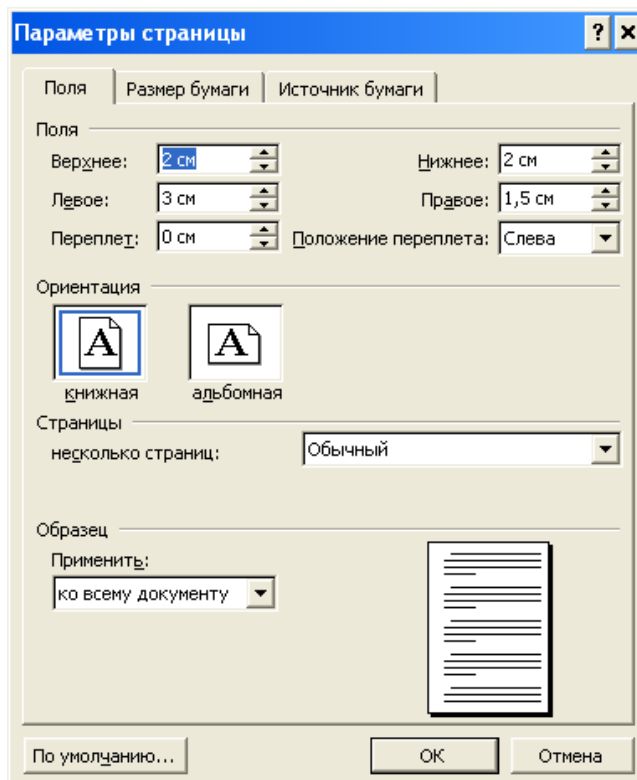 Параметры страницы ?
Поля Размер бумаги Источник бумаги
Поля
Верхнее: 2 см Нижнее: 2 см
Левое: 3 см Правое: 1,5 см
Переплет: 0 см Положение переплета: Слева
Ориентация
A A
книжная альбомная
Страницы
несколько страниц: Обычный
Образец
Применить:
ко всему документу
По умолчанию... ОК Отмена